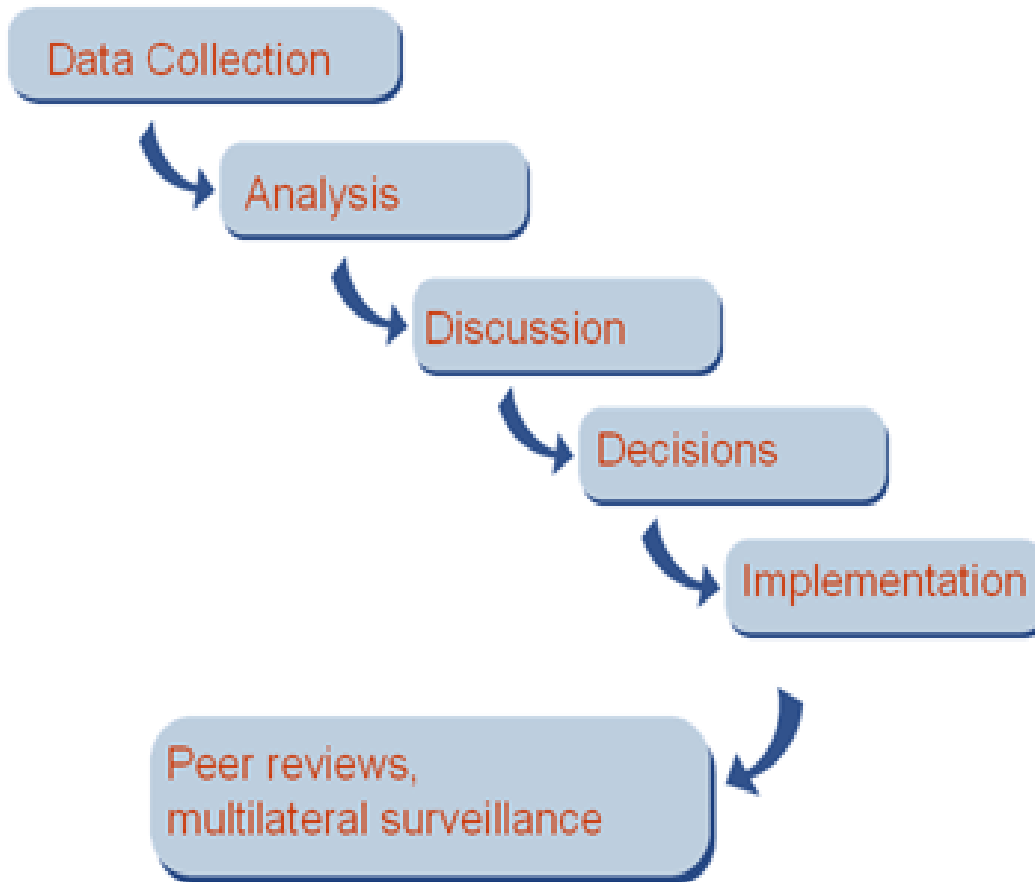 Data Collection
Analysis
Discussion
Decisions
Implementation
Peer reviews,
multilateral surveillance